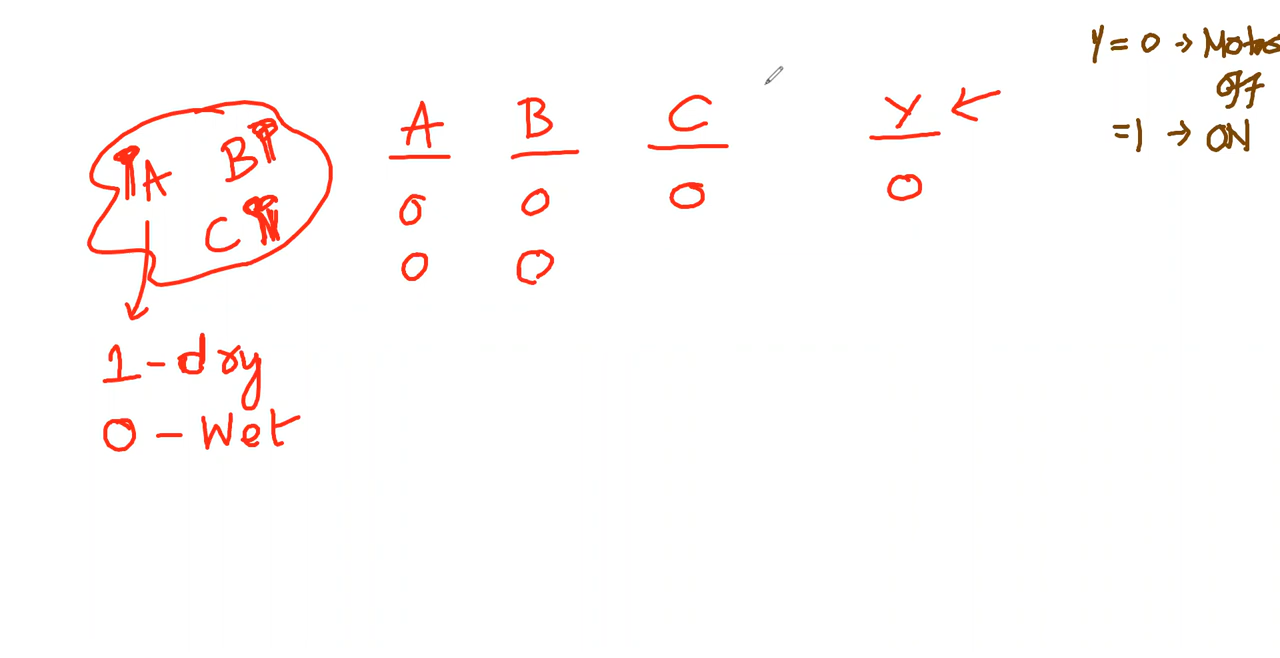 Y = 0 → Motor
OFF
= 1 → ON
A B C
A B C Y
0 0 0 0
0 0
1 - dry
0 - Wet